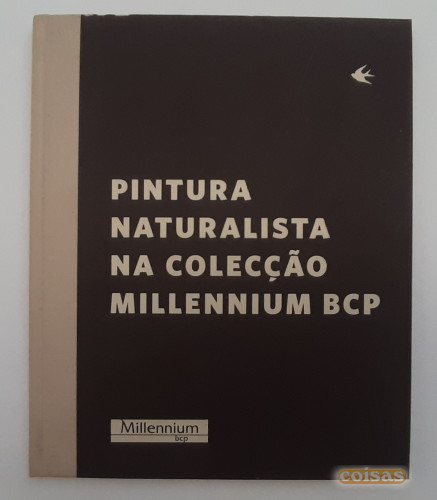 PINTURA
NATURALISTA
NA COLECÇÃO
MILLENNIUM BCP
Millennium
bcp
coisas